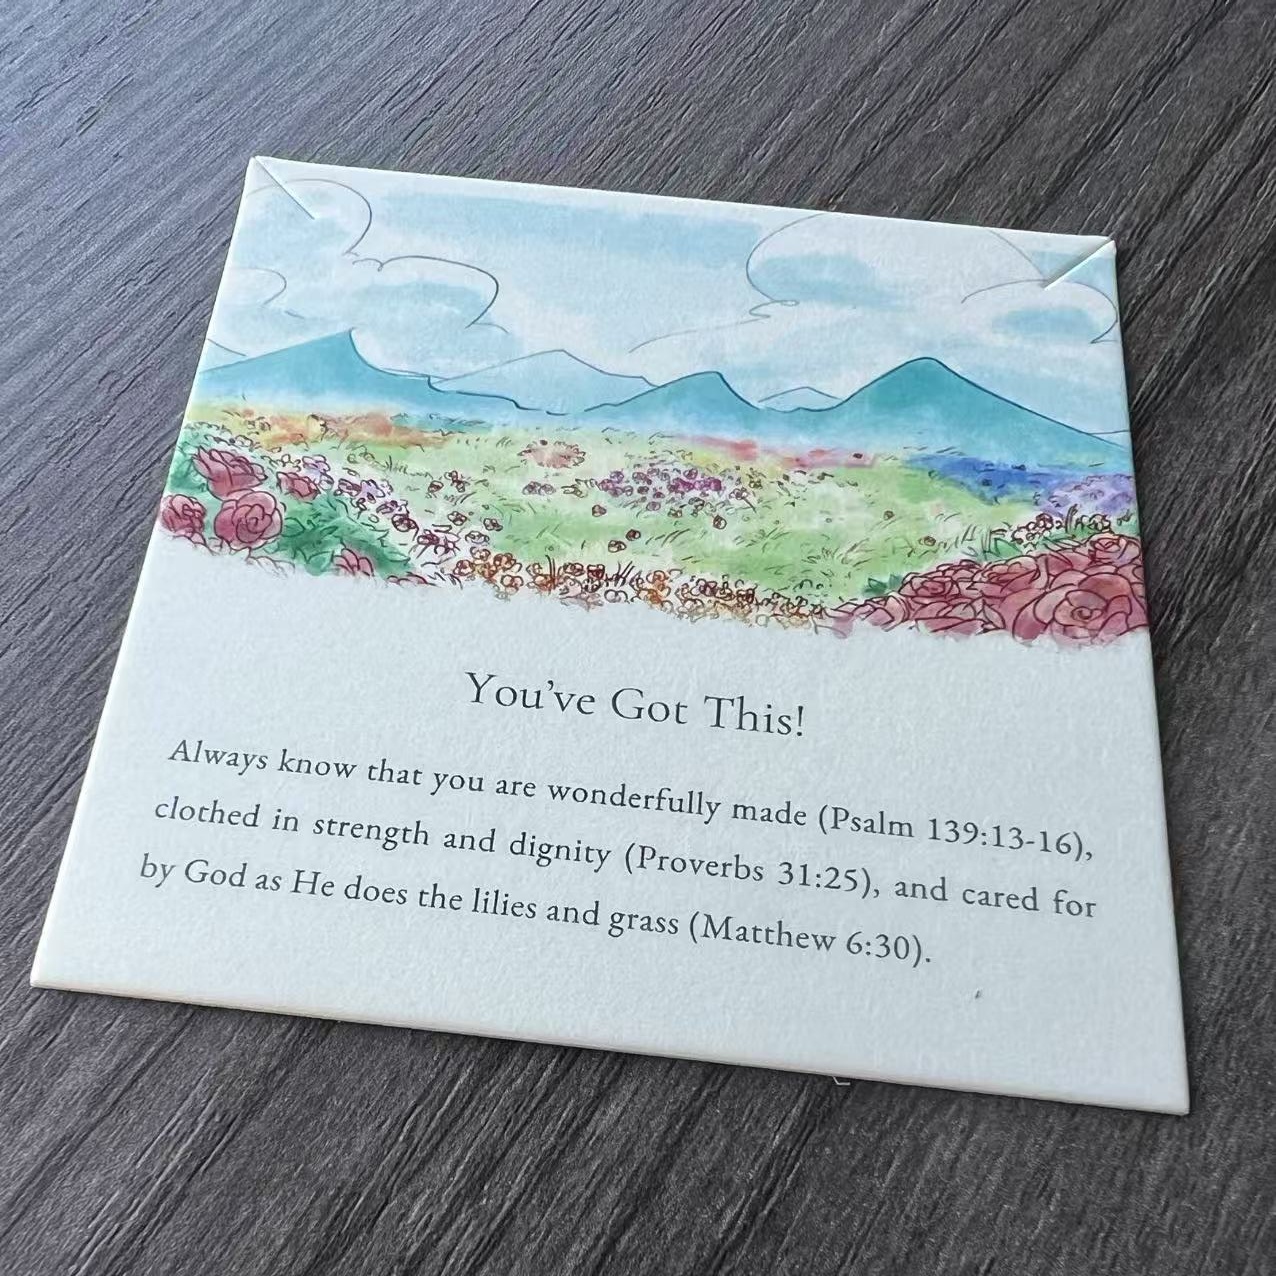 You've Got This!
Always know that you are wonderfully made (Psalm 139:13-16),
clothed in strength and dignity (Proverbs 31:25), and cared for
by God as He does the lilies and grass (Matthew 6:30).